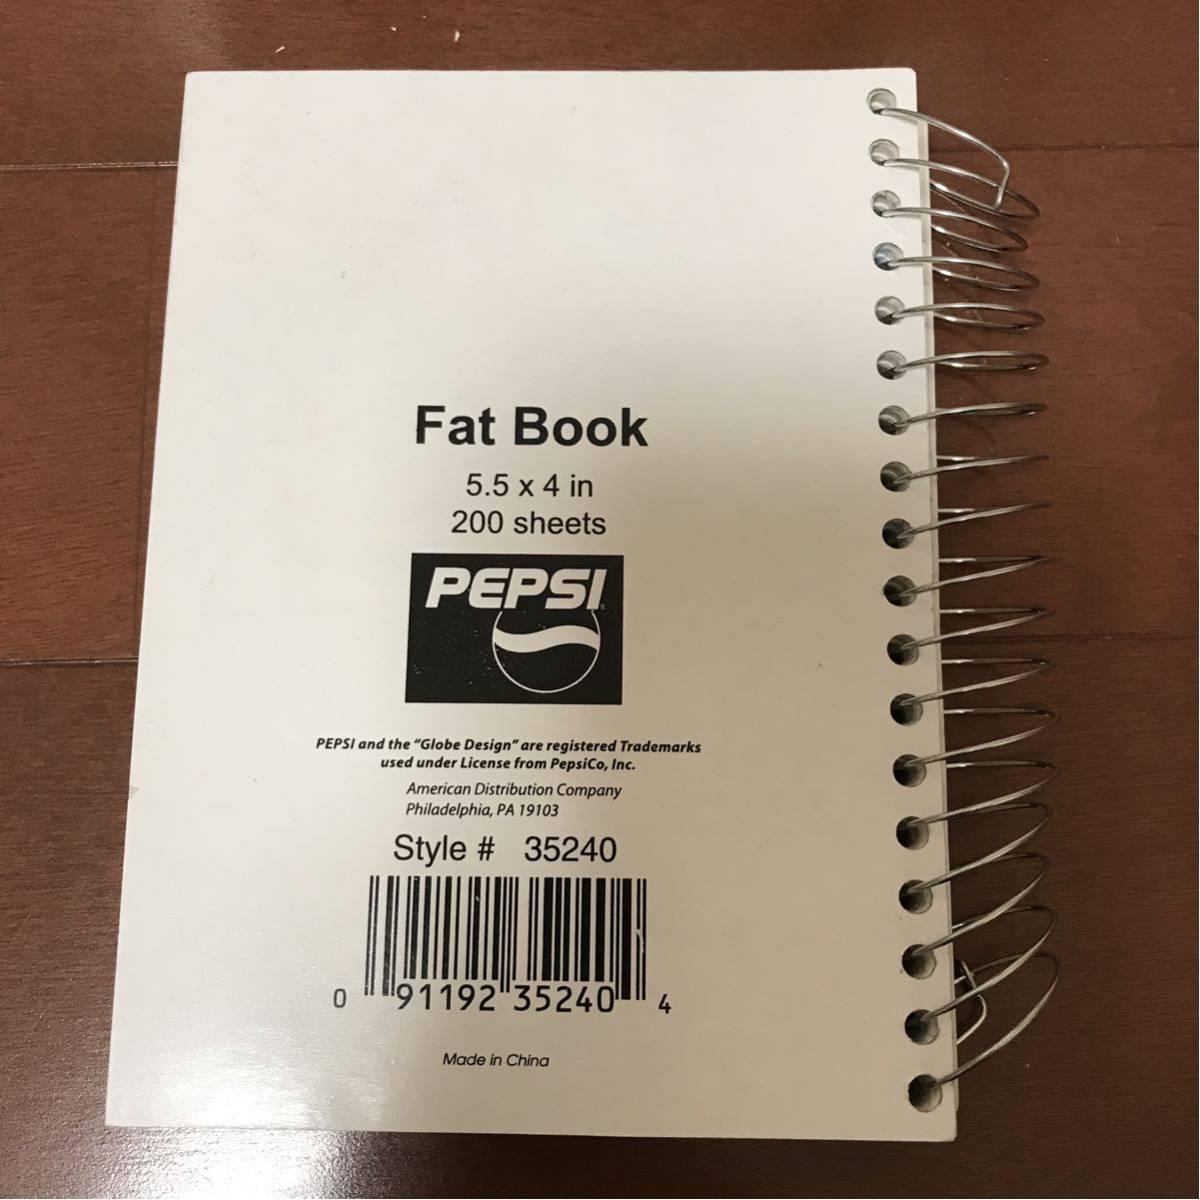 Fat Book
5.5 x 4 in
200 sheets
PEPSI®
PEPSI and the “Globe Design” are registered Trademarks
used under License from PepsiCo, Inc.
American Distribution Company
Philadelphia, PA 19103
Style # 35240
0 91192 35240 4
Made in China